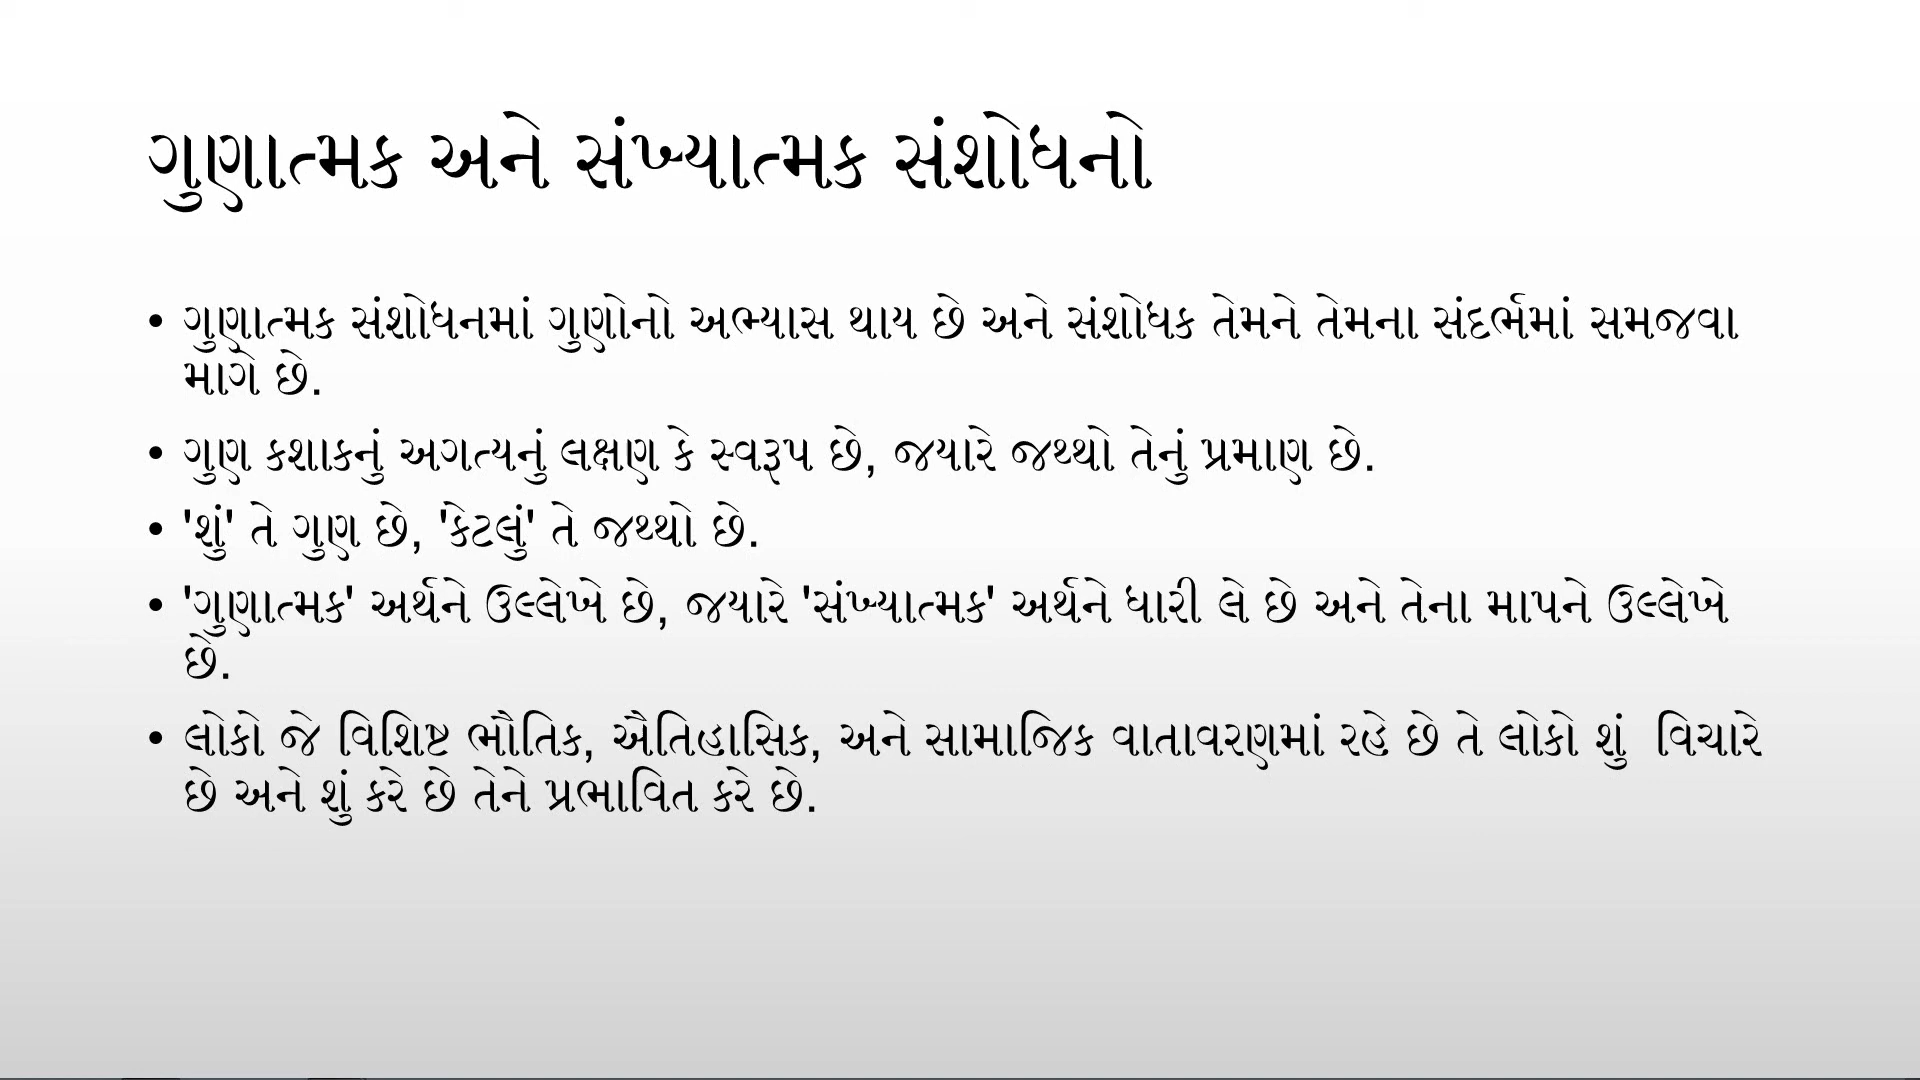 ગુણાત્મક અને સંખ્યાત્મક સંશોધનો
• ગુણાત્મક સંશોધનમાં ગુણોનો અભ્યાસ થાય છે અને સંશોધક તેમને તેમના સંદર્ભમાં સમજવા
માગે છે.
• ગુણ કશાકનું અગત્યનું લક્ષણ કે સ્વરૂપ છે, જયારે જથ્થો તેનું પ્રમાણ છે.
• 'શું' તે ગુણ છે, 'કેટલું' તે જથ્થો છે.
• 'ગુણાત્મક' અર્થને ઉલ્લેખે છે, જયારે 'સંખ્યાત્મક' અર્થને ધારી લે છે અને તેના માપને ઉલ્લેખે
છે.
• લોકો જે વિશિષ્ટ ભૌતિક, ઐતિહાસિક, અને સામાજિક વાતાવરણમાં રહે છે તે લોકો શું  વિચારે
છે અને શું કરે છે તેને પ્રભાવિત કરે છે.